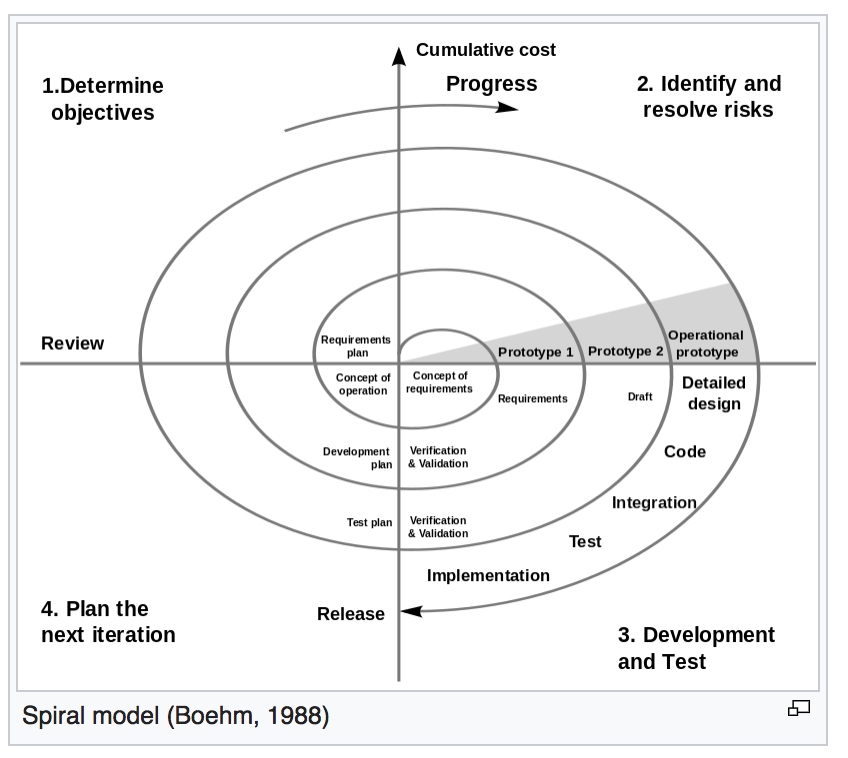 Cumulative cost
1.Determine
objectives
Progress
2. Identify and
resolve risks
Review
Requirements
plan
Prototype 1
Prototype 2
Operational
prototype
Concept of
operation
Concept of
requirements
Requirements
Draft
Detailed
design
Development
plan
Verification
& Validation
Code
Integration
Test plan
Verification
& Validation
Test
Implementation
Release
4. Plan the
next iteration
3. Development
and Test
Spiral model (Boehm, 1988)